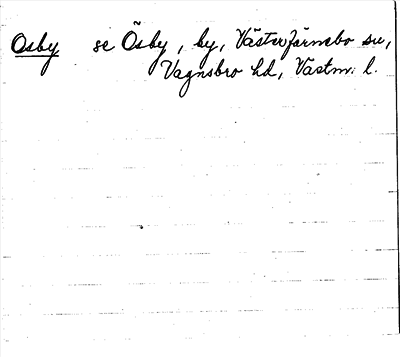 Osby se Ösby, by, Västerfärnebo sn,
Vagnsbro hd, Västm. l.